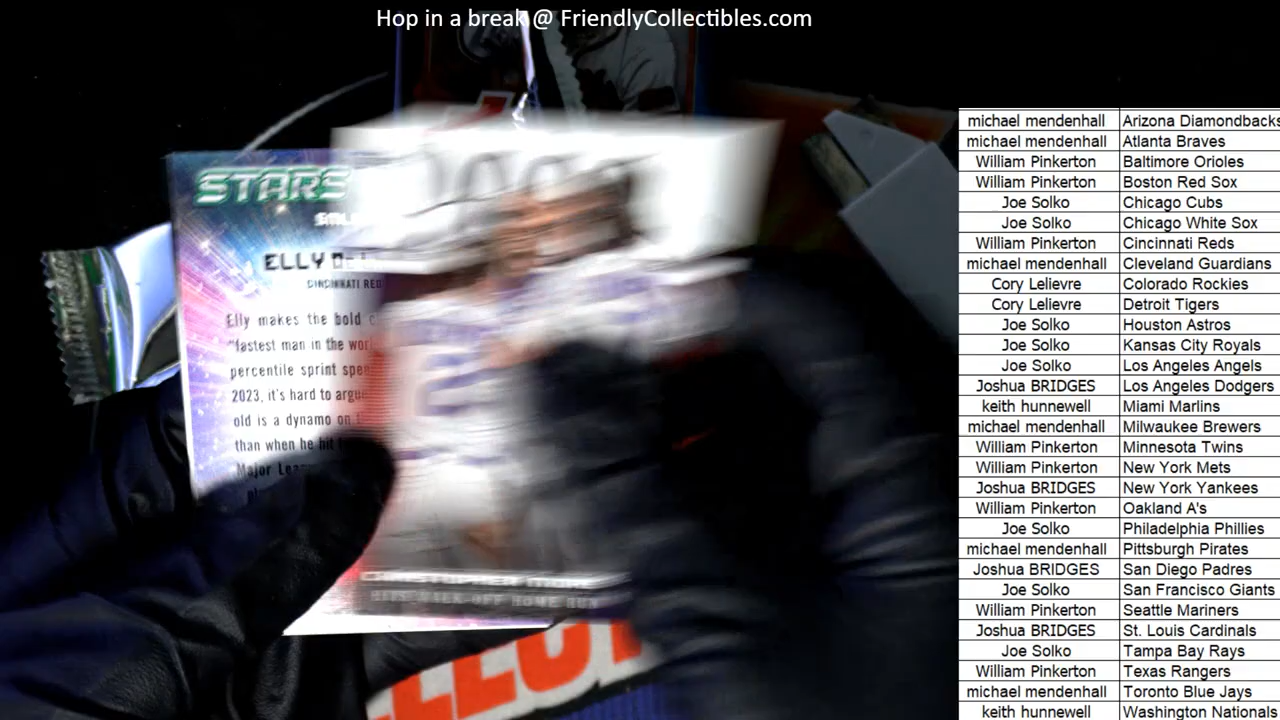 Hop in a break @ FriendlyCollectibles.com
STARS
ELLY
CINCINNATI RED
Elly makes the bold
"fastest man in the
percentile sprint
2023, it's hard to
old is a dynamo on
than when he hit
Major
michael mendenhall Arizona Diamondbacks
michael mendenhall Atlanta Braves
William Pinkerton Baltimore Orioles
William Pinkerton Boston Red Sox
Joe Solko Chicago Cubs
Joe Solko Chicago White Sox
William Pinkerton Cincinnati Reds
michael mendenhall Cleveland Guardians
Cory Lelievre Colorado Rockies
Cory Lelievre Detroit Tigers
Joe Solko Houston Astros
Joe Solko Kansas City Royals
Joe Solko Los Angeles Angels
Joshua BRIDGES Los Angeles Dodgers
keith hunnewell Miami Marlins
michael mendenhall Milwaukee Brewers
William Pinkerton Minnesota Twins
William Pinkerton New York Mets
Joshua BRIDGES New York Yankees
William Pinkerton Oakland A's
Joe Solko Philadelphia Phillies
michael mendenhall Pittsburgh Pirates
Joshua BRIDGES San Diego Padres
Joe Solko San Francisco Giants
William Pinkerton Seattle Mariners
Joshua BRIDGES St. Louis Cardinals
Joe Solko Tampa Bay Rays
William Pinkerton Texas Rangers
michael mendenhall Toronto Blue Jays
keith hunnewell Washington Nationals